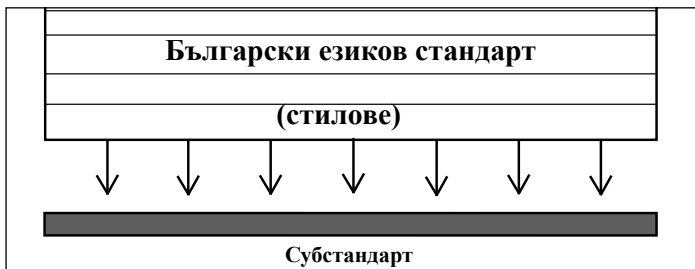 Български езиков стандарт
(стилове)
Субстандарт